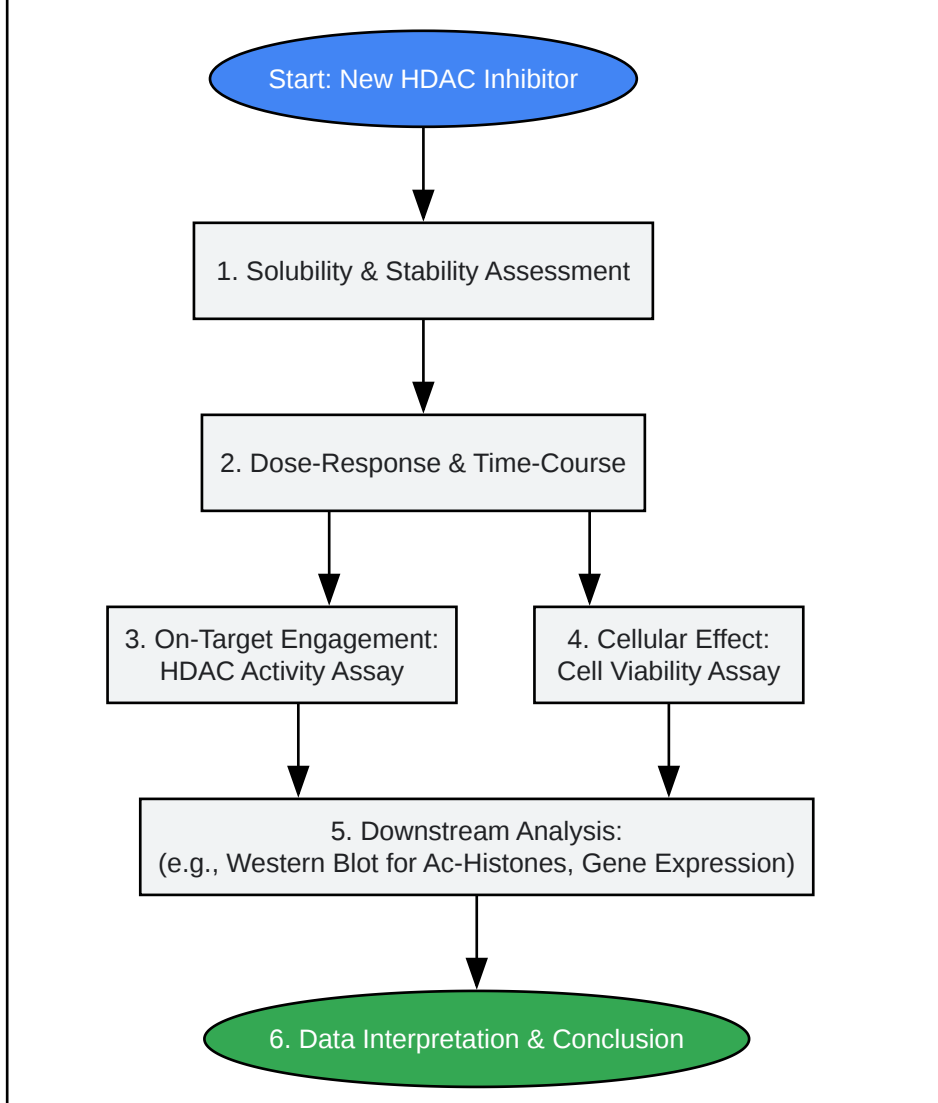 Start: New HDAC Inhibitor
1. Solubility & Stability Assessment
2. Dose-Response & Time-Course
3. On-Target Engagement:
HDAC Activity Assay
4. Cellular Effect:
Cell Viability Assay
5. Downstream Analysis:
(e.g., Western Blot for Ac-Histones, Gene Expression)
6. Data Interpretation & Conclusion